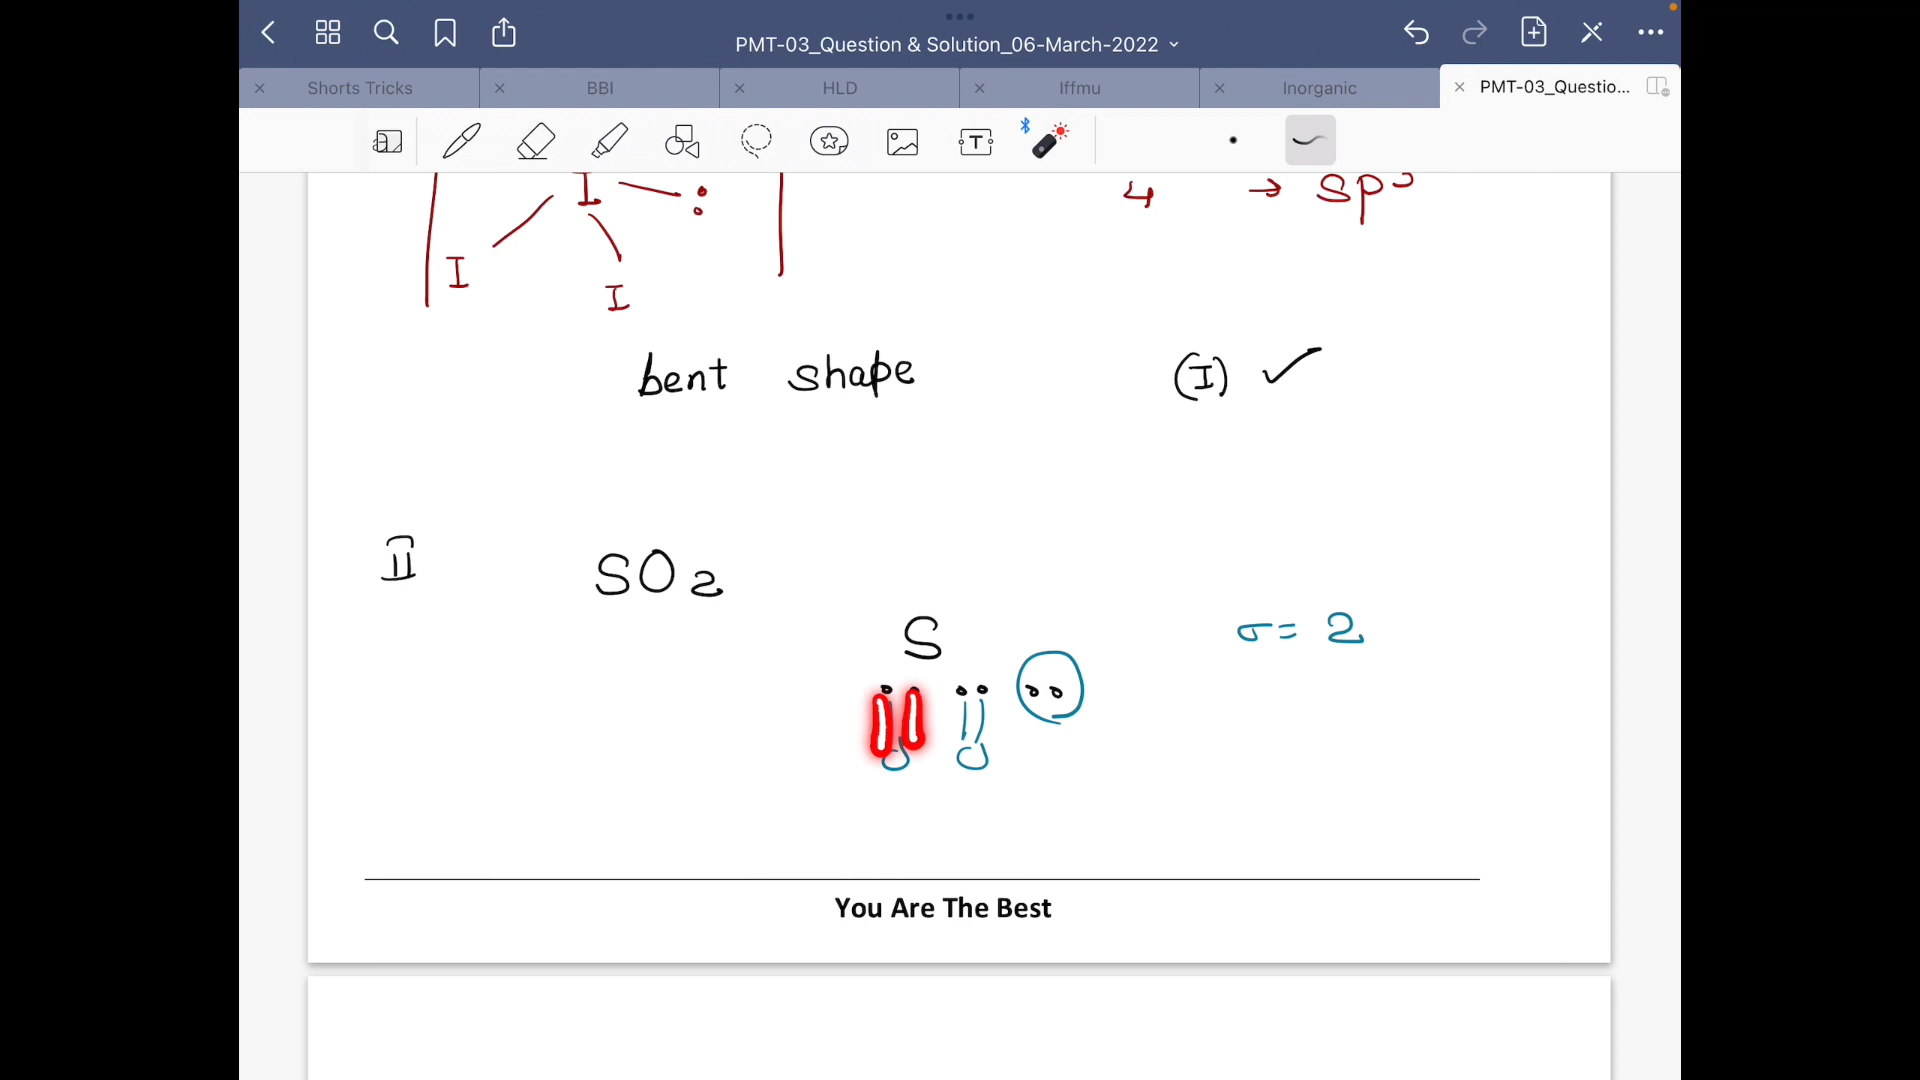 PMT-03_Question & Solution_06-March-2022
Shorts Tricks BBI HLD Iffmu Inorganic PMT-03_Questio...
I 4 → sp³
I
I
bent shape (I) ✓
II SO₂
S σ = 2
You Are The Best